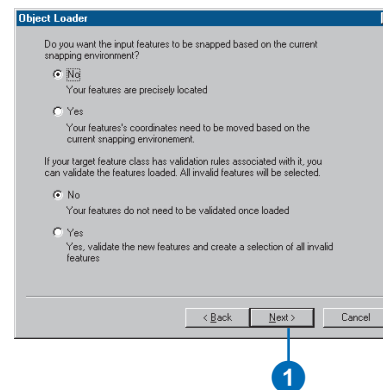 Object Loader
Do you want the input features to be snapped based on the current
snapping environment?
No
Your features are precisely located
Yes
Your features's coordinates need to be moved based on the
current snapping environement.
If your target feature class has validation rules associated with it, you
can validate the features loaded. All invalid features will be selected.
No
Your features do not need to be validated once loaded
Yes
Yes, validate the new features and create a selection of all invalid
features
< Back Next > Cancel
1